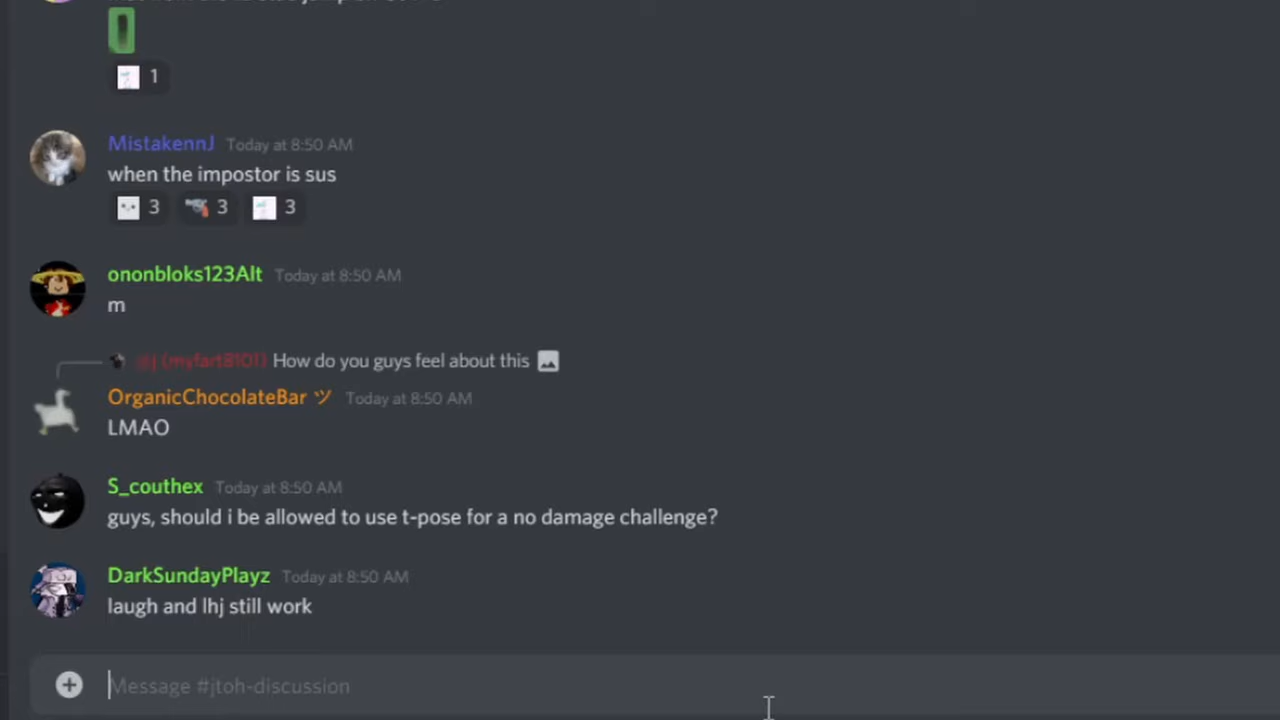 1
MistakennJ Today at 8:50 AM
when the impostor is sus
3 3 3
ononbloks123Alt Today at 8:50 AM
m
(myfart8101) How do you guys feel about this
OrganicChocolateBar ツ Today at 8:50 AM
LMAO
S_couthex Today at 8:50 AM
guys, should i be allowed to use t-pose for a no damage challenge?
DarkSundayPlayz Today at 8:50 AM
laugh and lhj still work
Message #jtoh-discussion